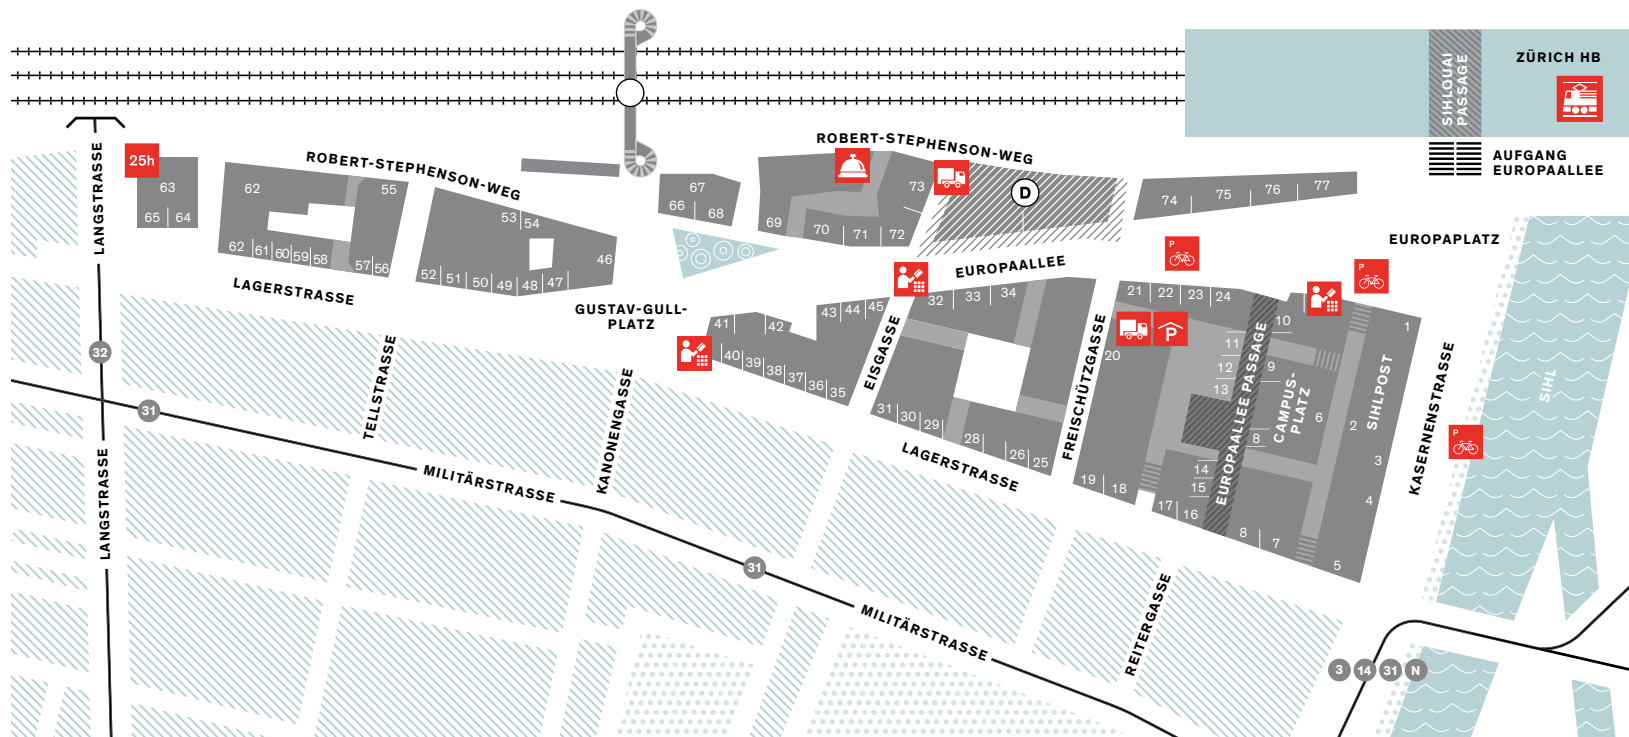 ZÜRICH HB
SIHLQUAI
PASSAGE
AUFGANG
EUROPAALLEE
ROBERT-STEPHENSON-WEG
ROBERT-STEPHENSON-WEG
D
25h
LANGSTRASSE
63
65
64
62
55
62
61
60
59
58
57
56
53
54
46
52
51
50
49
48
47
67
66
68
69
70
71
72
73
74
75
76
77
EUROPAPLATZ
EUROPAALLEE
LAGERSTRASSE
GUSTAV-GULL-
PLATZ
41
42
43
44
45
40
39
38
37
36
35
EISGASSE
32
33
34
31
30
29
28
26
25
FREISCHÜTZGASSE
P
P
P
P
21
22
23
24
20
19
18
17
16
15
14
13
12
11
10
9
8
8
7
6
5
4
3
2
1
EUROPAALLEE PASSAGE
CAMPUS-
PLATZ
SIHLPOST
KASERNENSTRASSE
SIHL
32
31
TELLSTRASSE
KANONENGASSE
LAGERSTRASSE
LANGSTRASSE
MILITÄRSTRASSE
31
MILITÄRSTRASSE
REITERGASSE
3
14
31
N